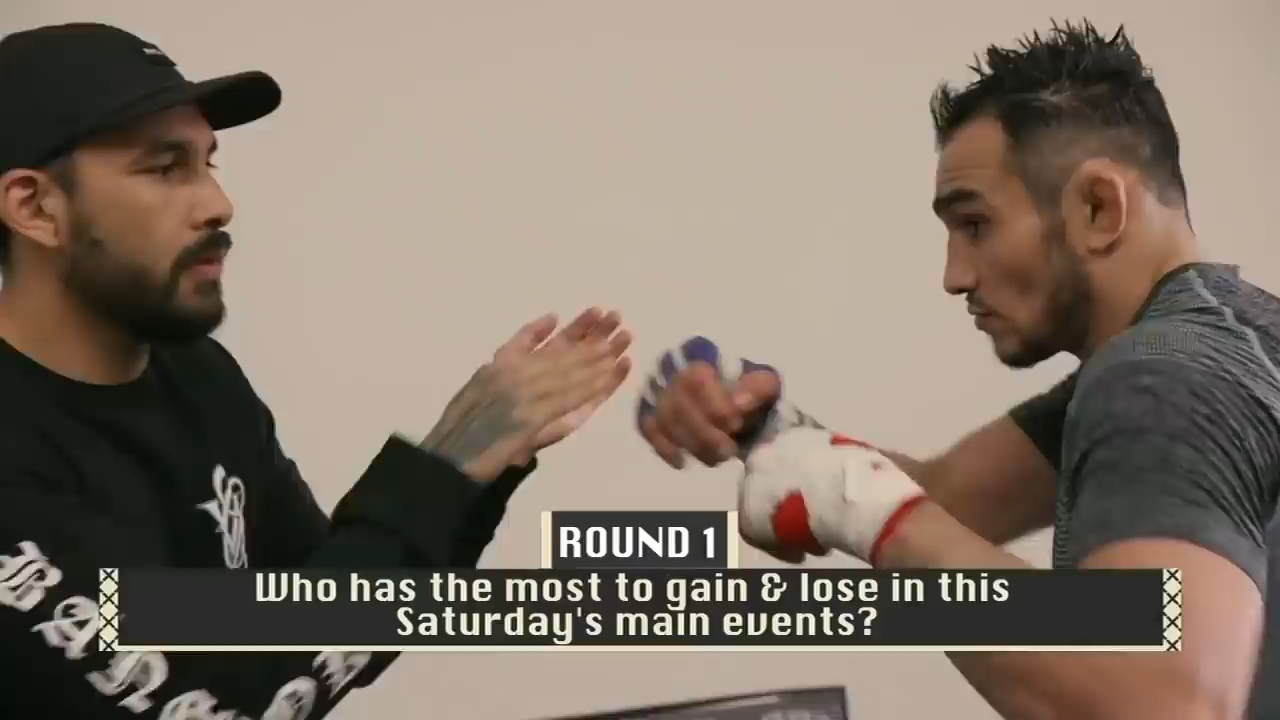 ROUND 1
Who has the most to gain & lose in this
Saturday's main events?